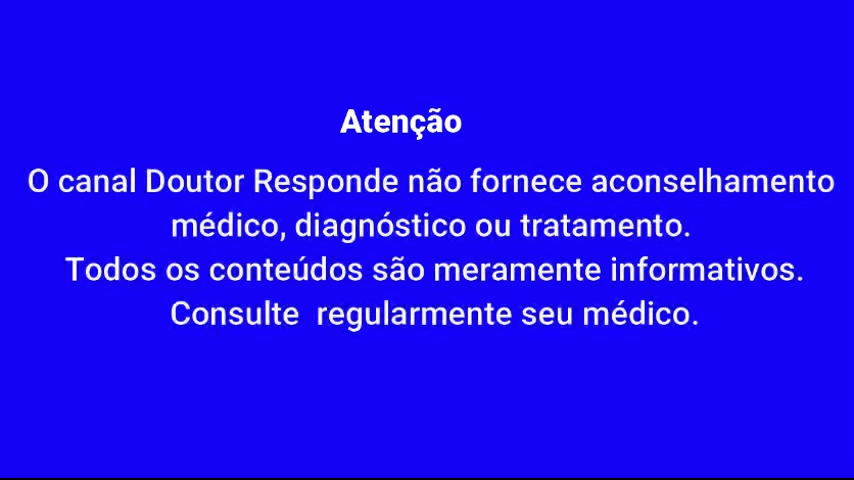 Atenção
O canal Doutor Responde não fornece aconselhamento
médico, diagnóstico ou tratamento.
Todos os conteúdos são meramente informativos.
Consulte  regularmente seu médico.